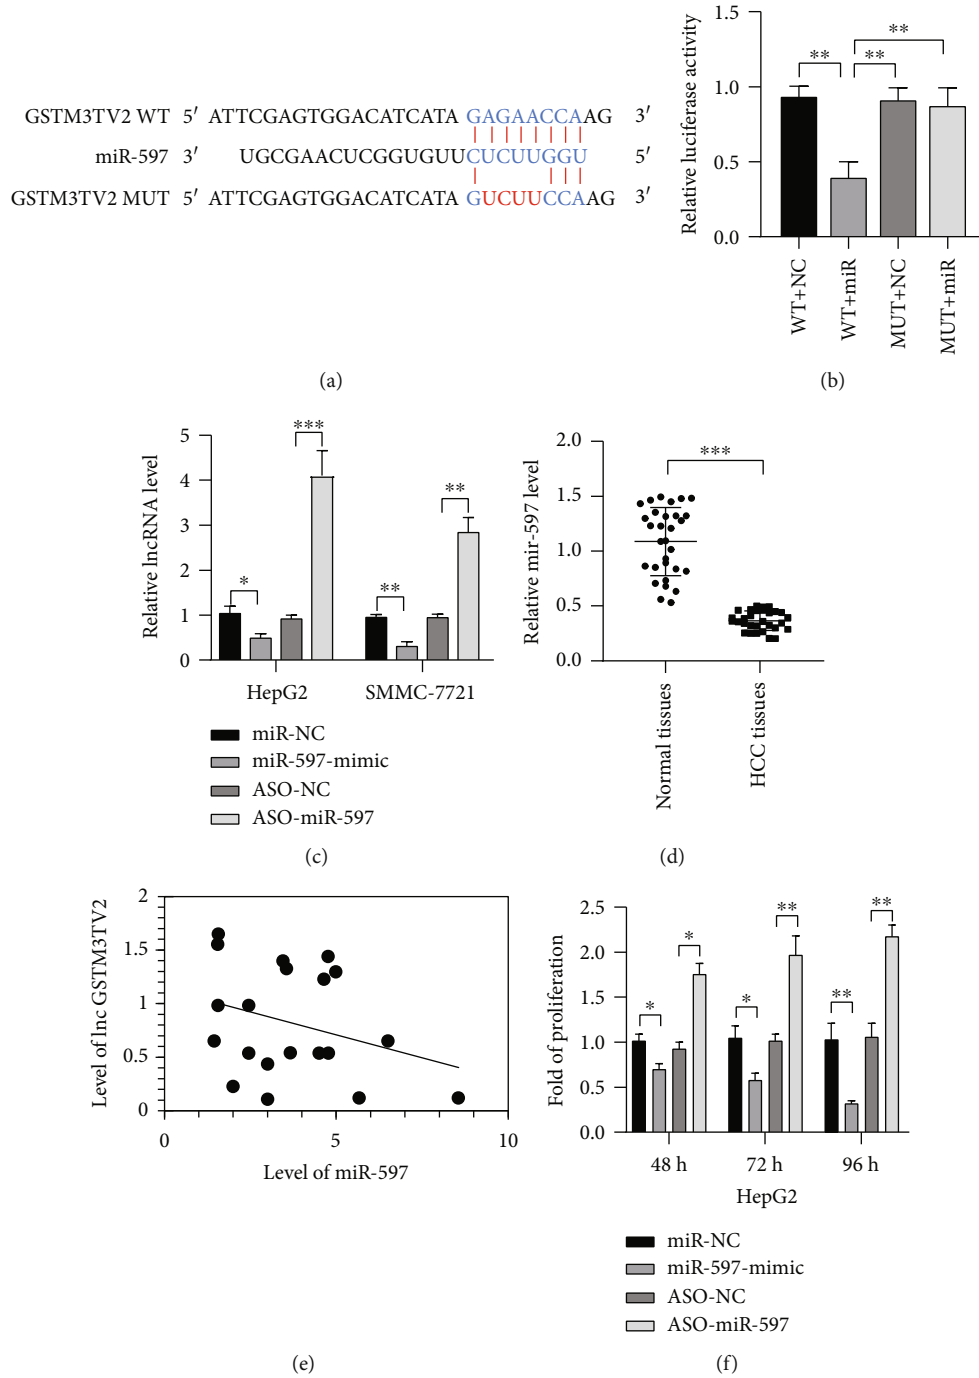 GSTM3TV2 WT 5′ ATTCGAGTGGACATCATA GAGAACCAAG 3′
miR-597 3′ UGCGAACUCGGUGUUCUCUUGGU 5′
GSTM3TV2 MUT 5′ ATTCGAGTGGACATCATA GUCUUCCAAG 3′
(a)
Relative luciferase activity
1.5
1.0
0.5
0.0
**
**
**
WT+NC
WT+miR
MUT+NC
MUT+miR
(b)
Relative lncRNA level
5
4
3
2
1
0
*
***
**
**
HepG2
SMMC-7721
miR-NC
miR-597-mimic
ASO-NC
ASO-miR-597
(c)
Relative mir-597 level
2.0
1.5
1.0
0.5
0.0
***
Normal tissues
HCC tissues
(d)
Level of lnc GSTM3TV2
2
1.5
1
0.5
0
0
5
10
Level of miR-597
(e)
Fold of proliferation
2.5
2.0
1.5
1.0
0.5
0.0
*
*
*
**
**
**
48 h
72 h
96 h
HepG2
miR-NC
miR-597-mimic
ASO-NC
ASO-miR-597
(f)